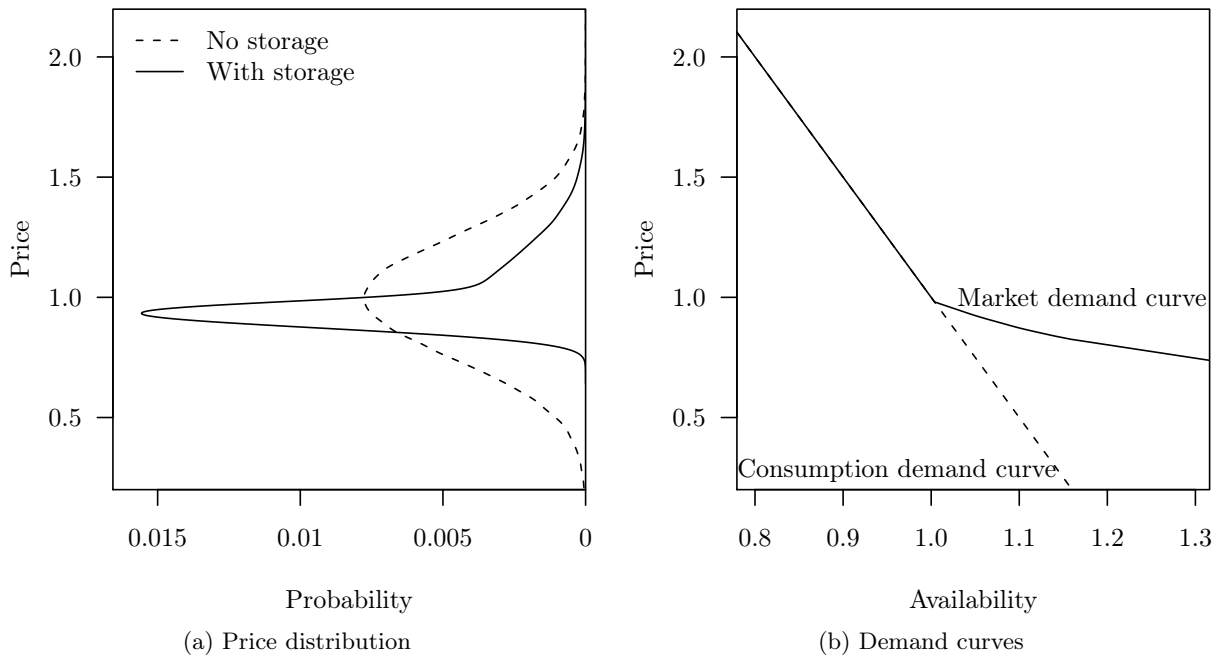 No storage
With storage
2.0
1.5
1.0
0.5
Price
0.015
0.01
0.005
0
Probability
(a) Price distribution
2.0
1.5
1.0
0.5
Price
Market demand curve
Consumption demand curve
0.8
0.9
1.0
1.1
1.2
1.3
Availability
(b) Demand curves